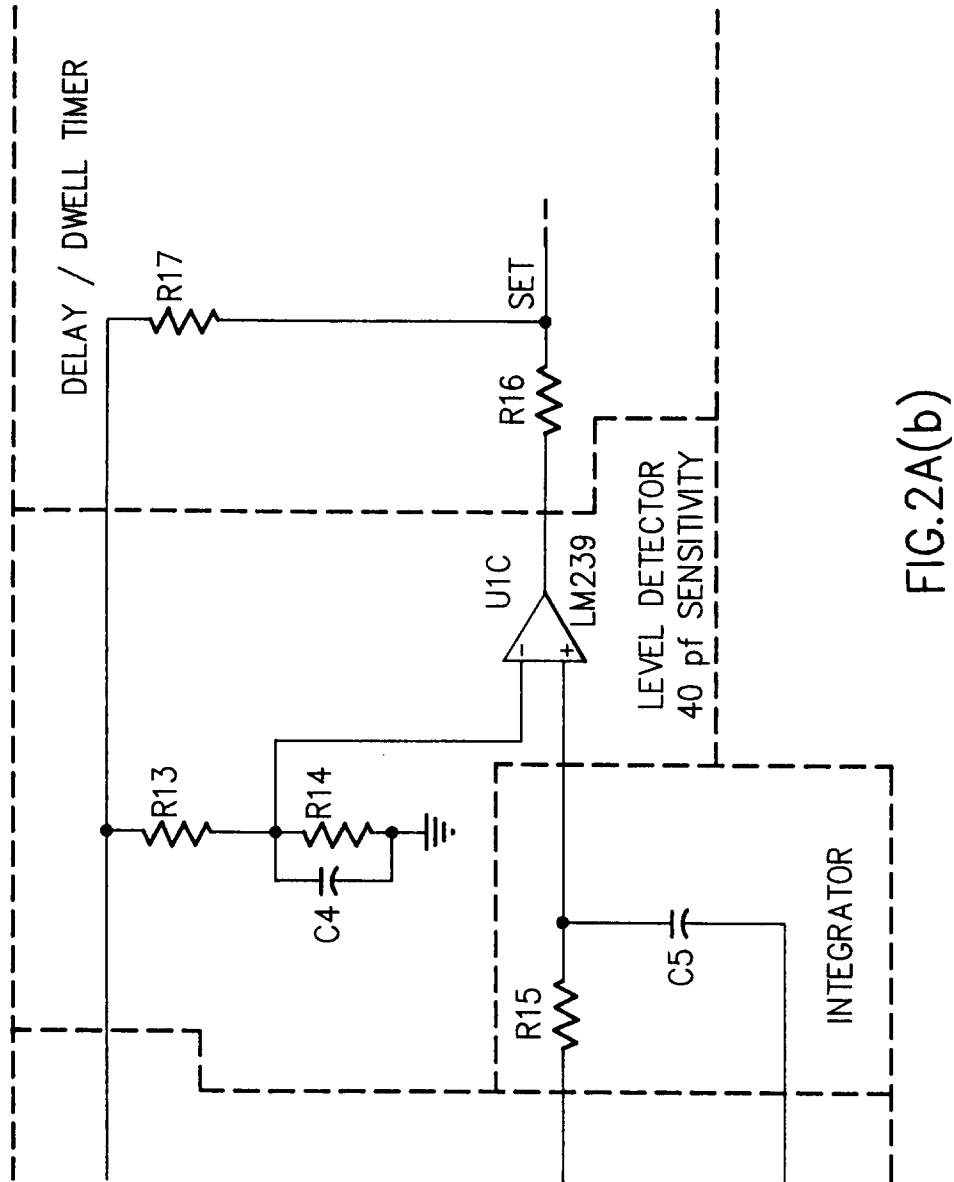 DELAY / DWELL TIMER
R17
SET
R16
U1C
LM239
-
+
LEVEL DETECTOR
40 pf SENSITIVITY
R13
R14
C4
R15
C5
INTEGRATOR
FIG.2A(b)